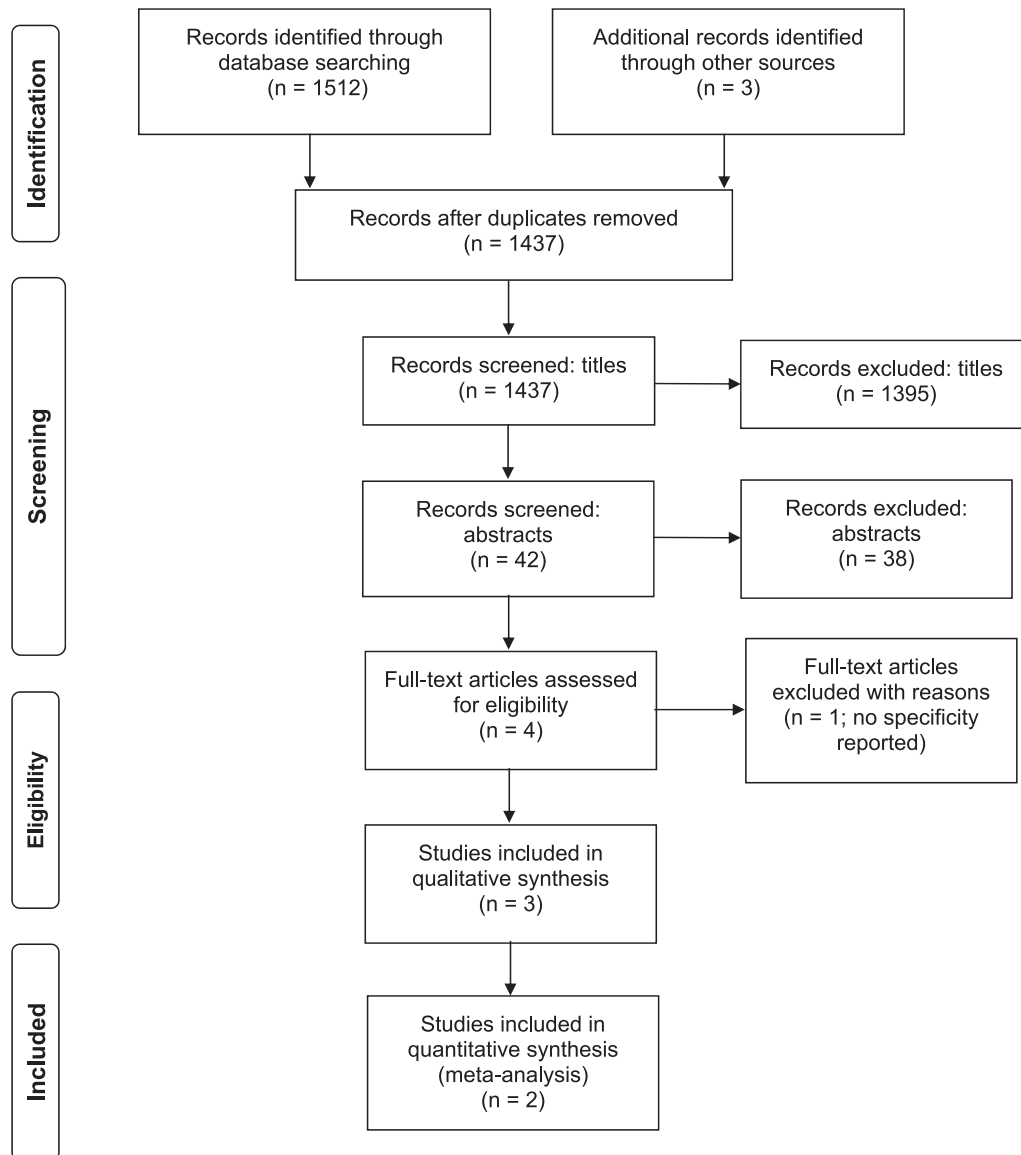 Identification
Records identified through
database searching
(n = 1512)
Additional records identified
through other sources
(n = 3)
Records after duplicates removed
(n = 1437)
Screening
Records screened: titles
(n = 1437)
Records excluded: titles
(n = 1395)
Records screened:
abstracts
(n = 42)
Records excluded:
abstracts
(n = 38)
Eligibility
Full-text articles assessed
for eligibility
(n = 4)
Full-text articles
excluded with reasons
(n = 1; no specificity
reported)
Studies included in
qualitative synthesis
(n = 3)
Included
Studies included in
quantitative synthesis
(meta-analysis)
(n = 2)